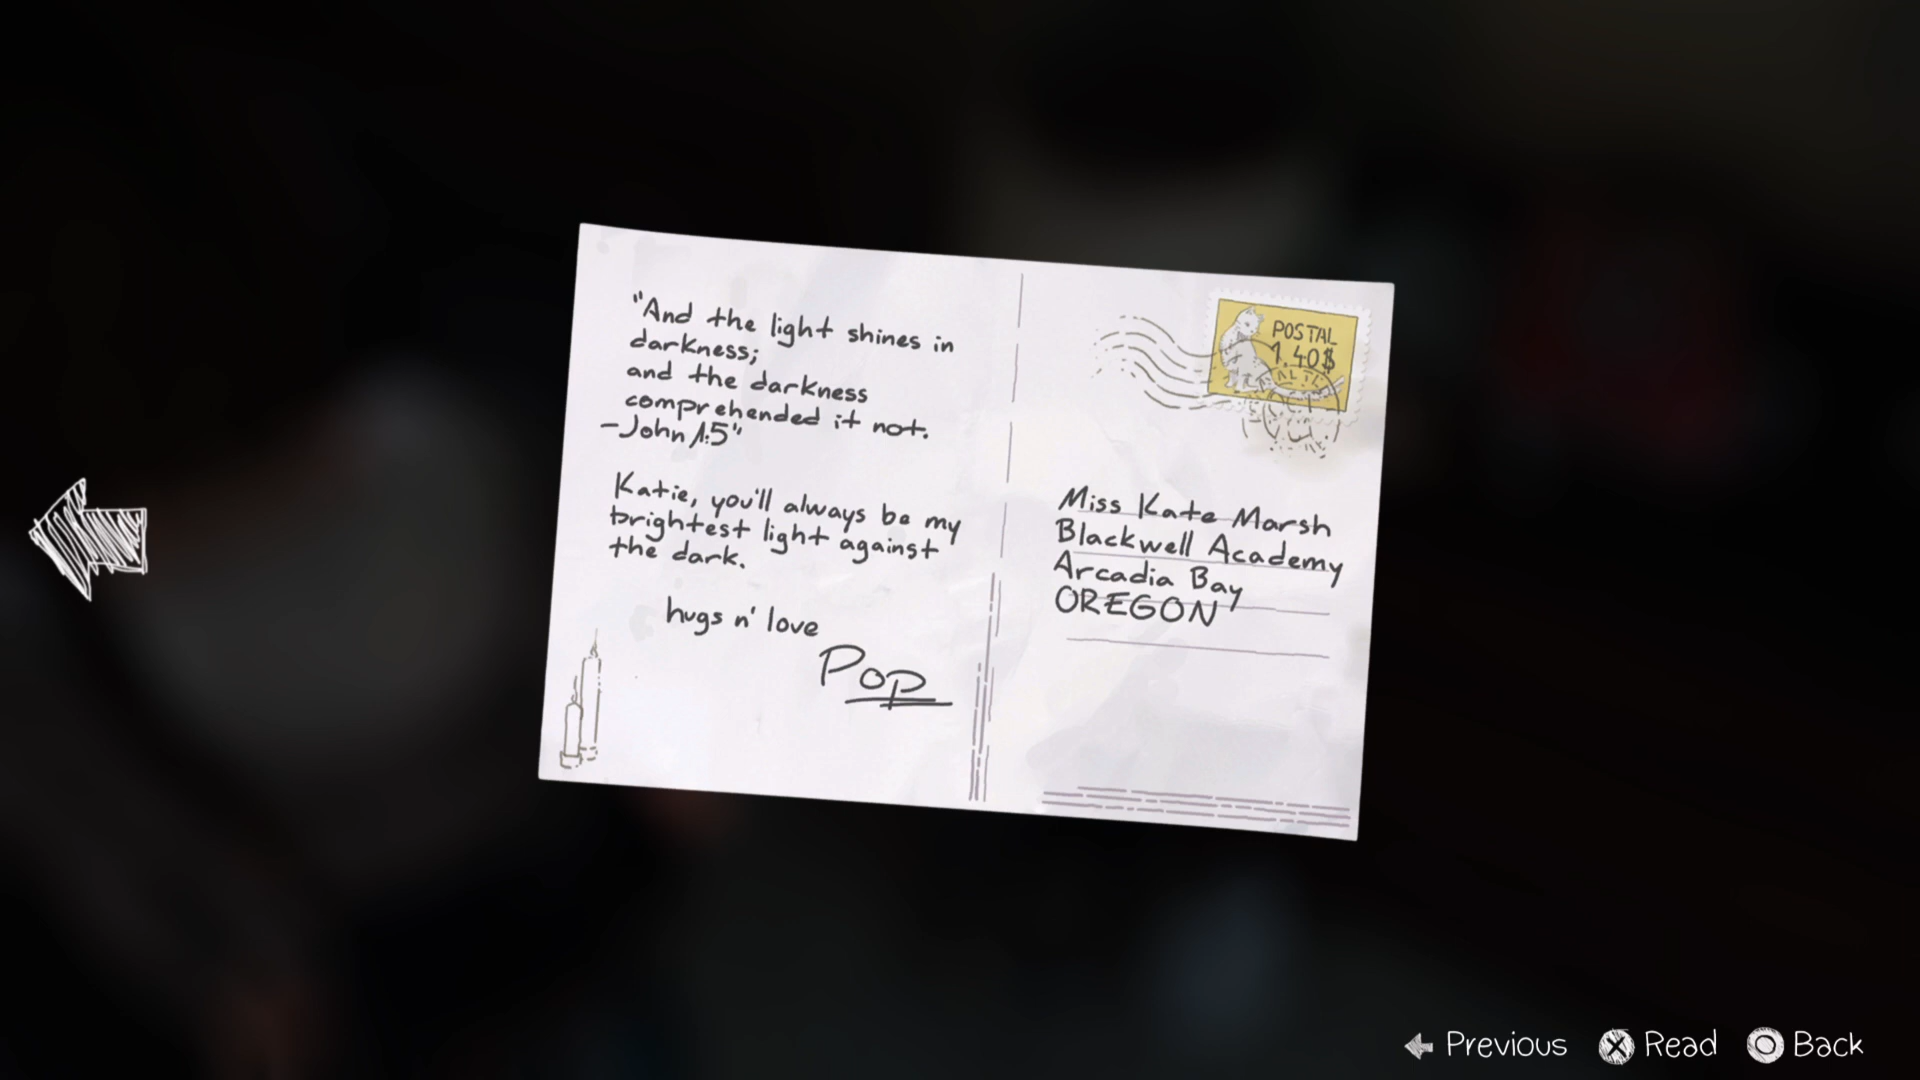 "And the light shines in
darkness;
and the darkness
comprehended it not.
-John 1:5"
Katie, you'll always be my
brightest light against
the dark.
hugs n' love
Pop
POSTAL
1.40$
Miss Kate Marsh
Blackwell Academy
Arcadia Bay
OREGON
Previous
Read
Back